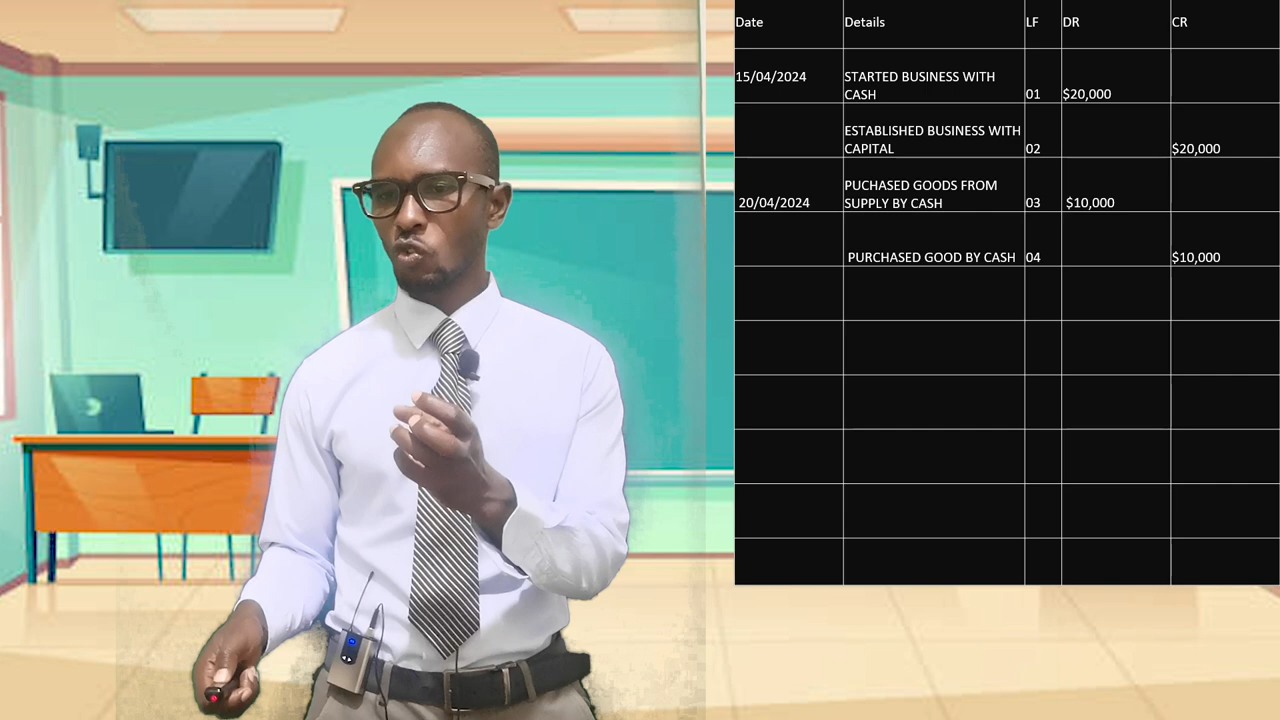 Date Details LF DR CR
15/04/2024 STARTED BUSINESS WITH
CASH 01 $20,000
ESTABLISHED BUSINESS WITH
CAPITAL 02 $20,000
PUCHASED GOODS FROM
20/04/2024 SUPPLY BY CASH 03 $10,000
PURCHASED GOOD BY CASH 04 $10,000